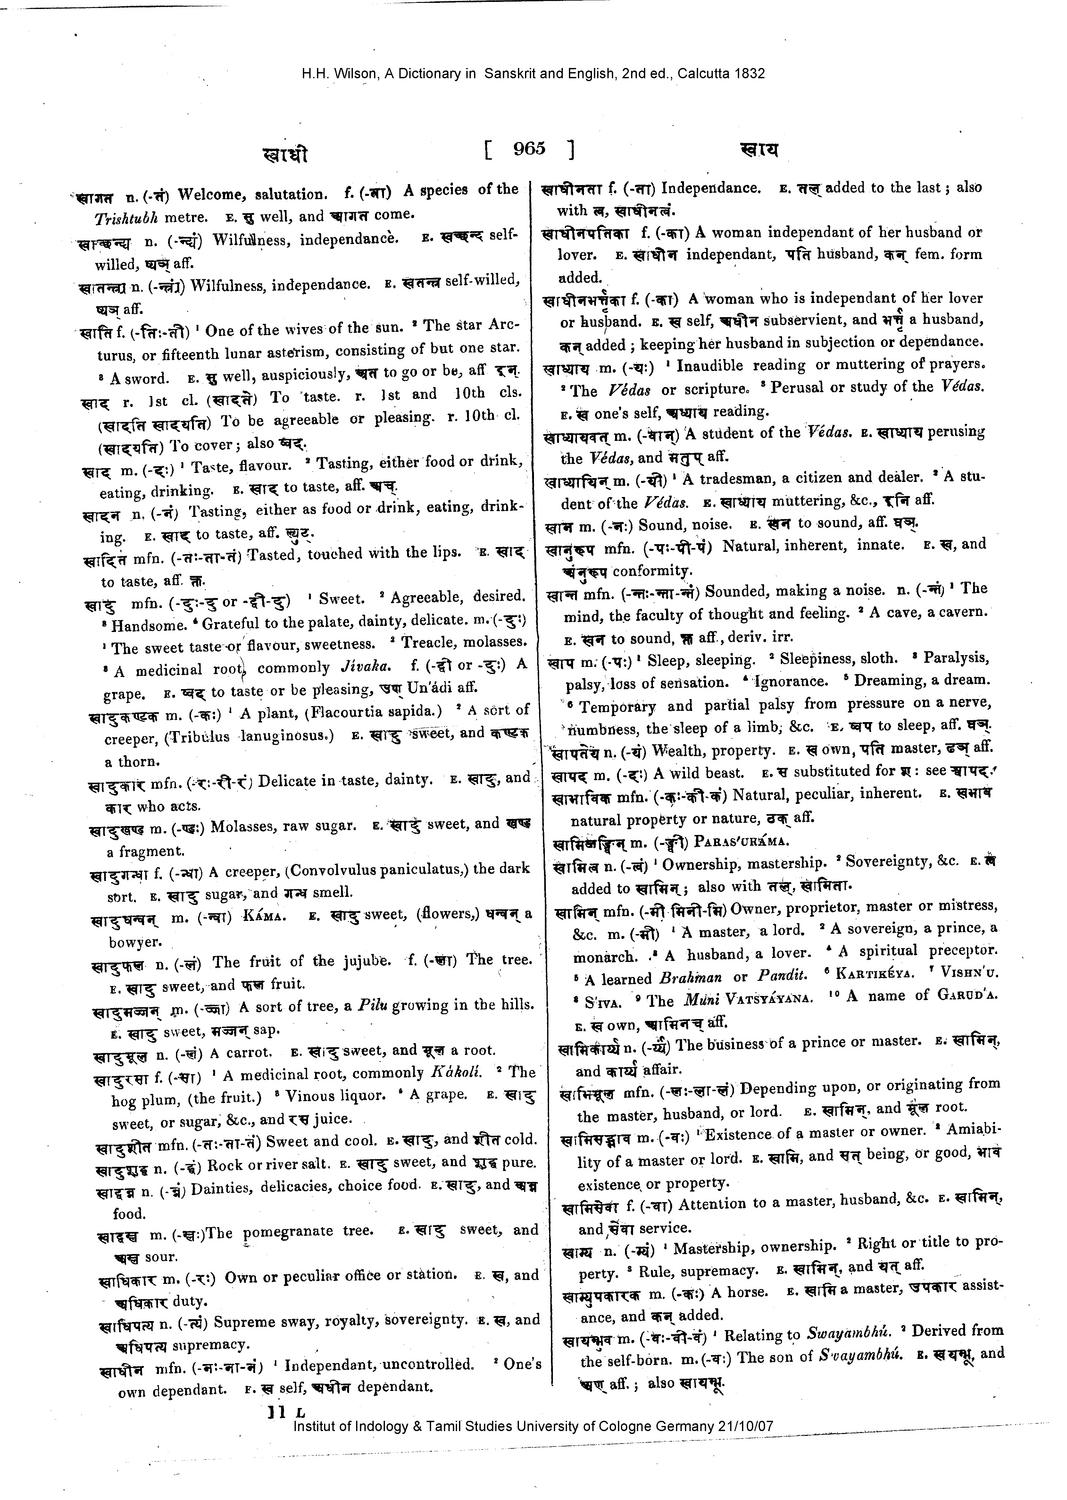 H.H. Wilson, A Dictionary in Sanskrit and English, 2nd ed., Calcutta 1832
स्वाधी [ 965 ] स्वाय
स्वागत n. (-तं) Welcome, salutation. f. (-ता) A species of the
Trishtubh metre. E. सु well, and आगत come.
स्वाच्छन्द्य n. (-न्द्यं) Wilfulness, independance. E. स्वच्छन्द self-
willed, ष्यञ् aff.
स्वातन्त्र्य n. (-न्त्र्यं) Wilfulness, independance. E. स्वतन्त्र self-willed,
ष्यञ् aff.
स्वाति f. (-तिः-ती) ¹ One of the wives of the sun. ² The star Arc-
turus, or fifteenth lunar asterism, consisting of but one star.
³ A sword. E. सु well, auspiciously, अत to go or be, aff इन्.
स्वाद r. 1st cl. (स्वादते) To taste. r. 1st and 10th cls.
(स्वादति स्वादयति) To be agreeable or pleasing. r. 10th cl.
(स्वादयति) To cover; also ष्वद्.
स्वाद m. (-दः) ¹ Taste, flavour. ² Tasting, either food or drink,
eating, drinking. E. स्वाद to taste, aff. अच्.
स्वादन n. (-नं) Tasting, either as food or drink, eating, drink-
ing. E. स्वाद to taste, aff. ल्युट्.
स्वादित mfn. (-तः-ता-तं) Tasted, touched with the lips. E. स्वाद
to taste, aff. क्त.
स्वादु mfn. (-दुः-दु or -द्वी-दु) ¹ Sweet. ² Agreeable, desired.
³ Handsome. ⁴ Grateful to the palate, dainty, delicate. m. (-दुः)
¹ The sweet taste or flavour, sweetness. ² Treacle, molasses.
³ A medicinal root, commonly Jívaka. f. (-द्वी or -दुः) A
grape. E. ष्वद to taste or be pleasing, उण् Un'ádi aff.
स्वादुकण्टक m. (-कः) ¹ A plant, (Flacourtia sapida.) ² A sort of
creeper, (Tribulus lanuginosus.) E. स्वादु sweet, and कण्टक
a thorn.
स्वादुकार mfn. (-रः-री-रं) Delicate in taste, dainty. E. स्वादु, and
कार who acts.
स्वादुखण्ड m. (-ण्डः) Molasses, raw sugar. E. स्वादु sweet, and खण्ड
a fragment.
स्वादुगन्धा f. (-न्धा) A creeper, (Convolvulus paniculatus,) the dark
sort. E. स्वादु sugar, and गन्ध smell.
स्वादुधन्वन् m. (-न्वा) KÁMA. E. स्वादु sweet, (flowers,) धन्वन् a
bowyer.
स्वादुफल n. (-लं) The fruit of the jujube. f. (-ला) The tree.
E. स्वादु sweet, and फल fruit.
स्वादुमज्जन् m. (-ज्जा) A sort of tree, a Pilu growing in the hills.
E. स्वादु sweet, मज्जन् sap.
स्वादुमूल n. (-लं) A carrot. E. स्वादु sweet, and मूल a root.
स्वादुरसा f. (-सा) ¹ A medicinal root, commonly Kákolí. ² The
hog plum, (the fruit.) ³ Vinous liquor. ⁴ A grape. E. स्वादु
sweet, or sugar, &c., and रस juice.
स्वादुशीत mfn. (-तः-ता-तं) Sweet and cool. E. स्वादु, and शीत cold.
स्वादुशुद्ध n. (-द्धं) Rock or river salt. E. स्वादु sweet, and शुद्ध pure.
स्वाद्वन्न n. (-न्नं) Dainties, delicacies, choice food. E. स्वादु, and अन्न
food.
स्वाद्वम्ल m. (-म्लः) The pomegranate tree. E. स्वादु sweet, and
अम्ल sour.
स्वाधिकार m. (-रः) Own or peculiar office or station. E. स्व, and
अधिकार duty.
स्वाधिपत्य n. (-त्यं) Supreme sway, royalty, sovereignty. E. स्व, and
अधिपत्य supremacy.
स्वाधीन mfn. (-नः-ना-नं) ¹ Independant, uncontrolled. ² One's
own dependant. E. स्व self, अधीन dependant.
11 L
स्वाधीनता f. (-ता) Independance. E. तल् added to the last; also
with त्व, स्वाधीनत्वं.
स्वाधीनपतिका f. (-का) A woman independant of her husband or
lover. E. स्वाधीन independant, पति husband, कन् fem. form
added.
स्वाधीनभर्त्तृका f. (-का) A woman who is independant of her lover
or husband. E. स्व self, अधीन subservient, and भर्त्तृ a husband,
कन् added; keeping her husband in subjection or dependance.
स्वाध्याय m. (-यः) ¹ Inaudible reading or muttering of prayers.
² The Védas or scripture. ³ Perusal or study of the Védas.
E. स्व one's self, अध्याय reading.
स्वाध्यायवत् m. (-वान्) A student of the Védas. E. स्वाध्याय perusing
the Védas, and मतुप् aff.
स्वाध्यायिन् m. (-यी) ¹ A tradesman, a citizen and dealer. ² A stu-
dent of the Védas. E. स्वाध्याय muttering, &c., इनि aff.
स्वान m. (-नः) Sound, noise. E. स्वन to sound, aff. घञ्.
स्वानुरूप mfn. (-पः-पी-पं) Natural, inherent, innate. E. स्व, and
अनुरूप conformity.
स्वान्त mfn. (-न्तः-न्ता-न्तं) Sounded, making a noise. n. (-न्तं) ¹ The
mind, the faculty of thought and feeling. ² A cave, a cavern.
E. स्वन to sound, क्त aff., deriv. irr.
स्वाप m. (-पः) ¹ Sleep, sleeping. ² Sleepiness, sloth. ³ Paralysis,
palsy, loss of sensation. ⁴ Ignorance. ⁵ Dreaming, a dream.
⁶ Temporary and partial palsy from pressure on a nerve,
numbness, the sleep of a limb, &c. E. ष्वप to sleep, aff. घञ्.
स्वापतेय n. (-यं) Wealth, property. E. स्व own, पति master, ढञ् aff.
स्वापद m. (-दः) A wild beast. E. स substituted for श: see श्वापद.
स्वाभाविक mfn. (-कः-की-कं) Natural, peculiar, inherent. E. स्वभाव
natural property or nature, ठक् aff.
स्वामिजङ्घिन् m. (-ङ्घी) PARAS'URÁMA.
स्वामित्व n. (-त्वं) ¹ Ownership, mastership. ² Sovereignty, &c. E. त्व
added to स्वामिन्; also with तल्, स्वामिता.
स्वामिन् mfn. (-मी मिनी-मि) Owner, proprietor, master or mistress,
&c. m. (-मी) ¹ A master, a lord. ² A sovereign, a prince, a
monarch. ³ A husband, a lover. ⁴ A spiritual preceptor.
⁵ A learned Brahman or Pandit. ⁶ KARTIKÉYA. ⁷ VISHN'U.
⁸ S'IVA. ⁹ The Muni VATSYÁYANA. ¹⁰ A name of GARUD'A.
E. स्व own, आमिनच् aff.
स्वामिकार्य्य n. (-र्य्यं) The business of a prince or master. E. स्वामिन्,
and कार्य्य affair.
स्वामिमूल mfn. (-लः-ला-लं) Depending upon, or originating from
the master, husband, or lord. E. स्वामिन्, and मूल root.
स्वामिसद्भाव m. (-वः) ¹ Existence of a master or owner. ² Amiabi-
lity of a master or lord. E. स्वामि, and सत् being, or good, भाव
existence or property.
स्वामिसेवा f. (-वा) Attention to a master, husband, &c. E. स्वामिन्,
and सेवा service.
स्वाम्य n. (-म्यं) ¹ Mastership, ownership. ² Right or title to pro-
perty. ³ Rule, supremacy. E. स्वामिन्, and यत् aff.
स्वाम्युपकारक m. (-कः) A horse. E. स्वामि a master, उपकार assist-
ance, and कन् added.
स्वायम्भुव m. (-वः-वी-वं) ¹ Relating to Swayambhú. ² Derived from
the self-born. m. (-वः) The son of Swayambhú. E. स्वयम्भू, and
अण् aff.; also स्वायम्भू.
Institut of Indology & Tamil Studies University of Cologne Germany 21/10/07